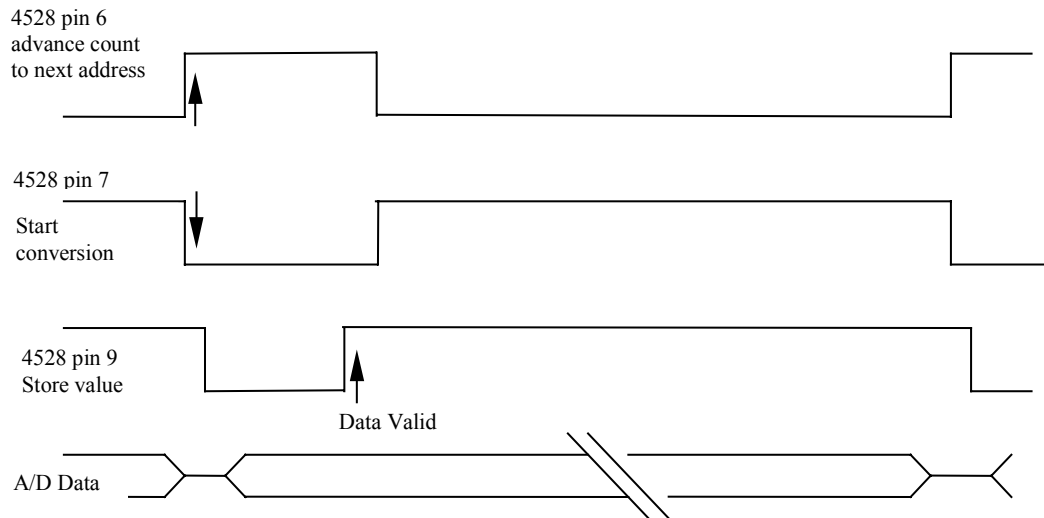 4528 pin 6
advance count
to next address
4528 pin 7
Start
conversion
4528 pin 9
Store value
Data Valid
A/D Data